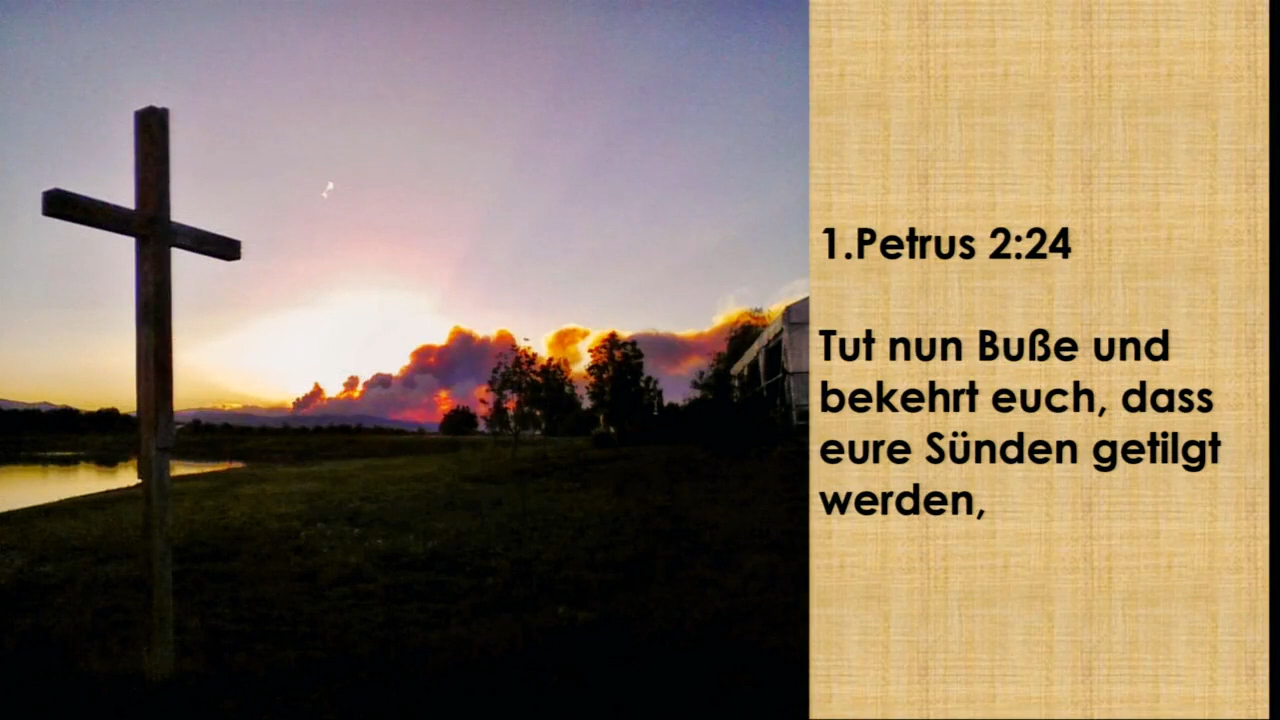 1.Petrus 2:24
Tut nun Buße und
bekehrt euch, dass
eure Sünden getilgt
werden,